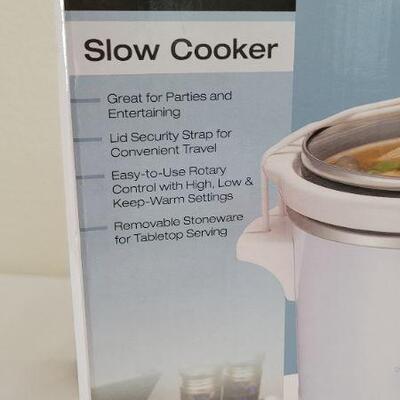 Slow Cooker
Great for Parties and
Entertaining
Lid Security Strap for
Convenient Travel
Easy-to-Use Rotary
Control with High, Low &
Keep-Warm Settings
Removable Stoneware
for Tabletop Serving